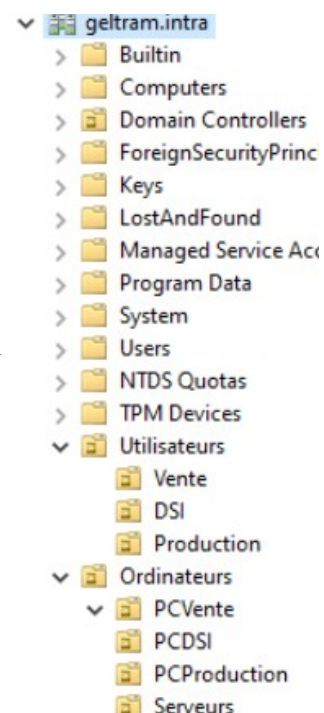 geltram.intra
Builtin
Computers
Domain Controllers
ForeignSecurityPrinc
Keys
LostAndFound
Managed Service Acc
Program Data
System
Users
NTDS Quotas
TPM Devices
Utilisateurs
Vente
DSI
Production
Ordinateurs
PCVente
PCDSI
PCProduction
Serveurs